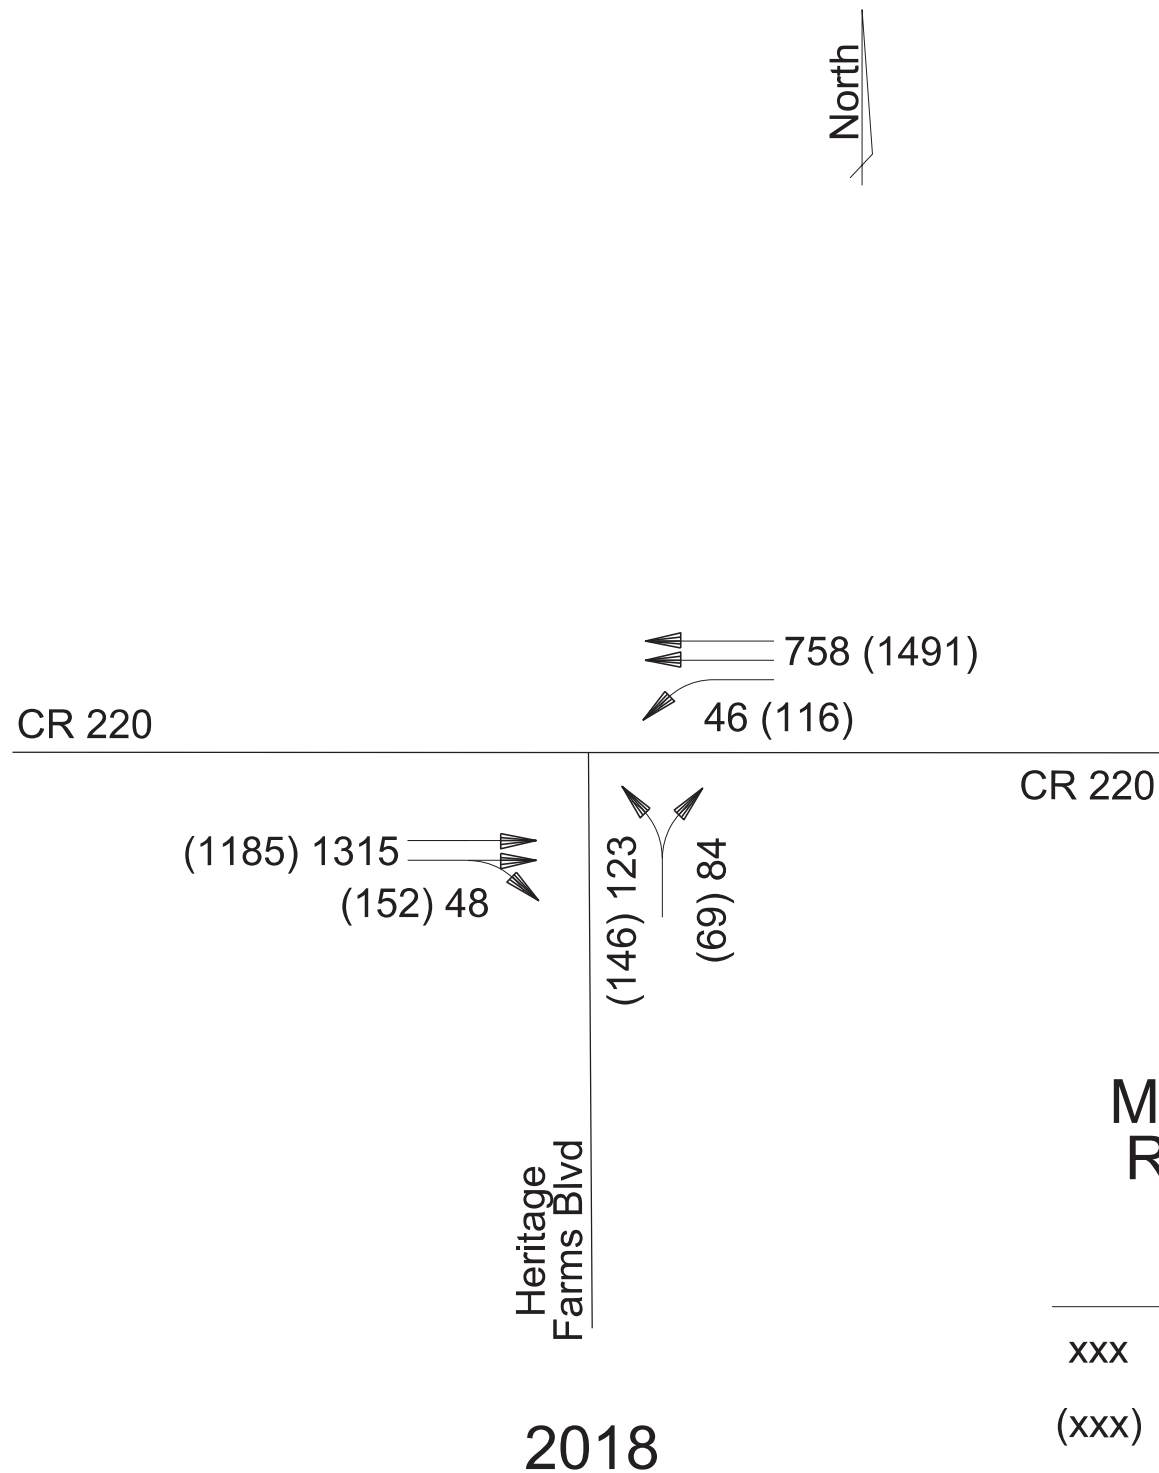 North
758 (1491)
46 (116)
CR 220
CR 220
(1185) 1315
(152) 48
(146) 123
(69) 84
M
R
Heritage
Farms Blvd
xxx
(xxx)
2018